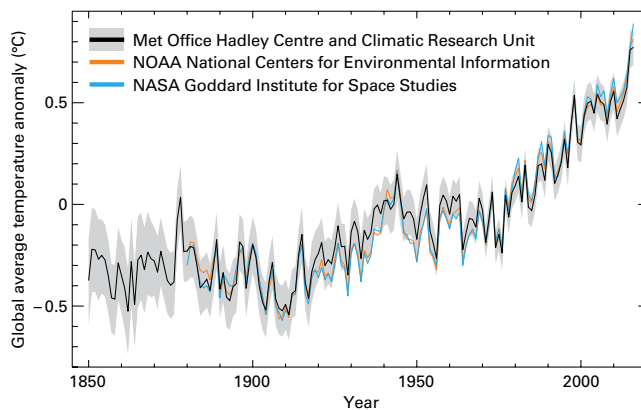 Met Office Hadley Centre and Climatic Research Unit
NOAA National Centers for Environmental Information
NASA Goddard Institute for Space Studies
Global average temperature anomaly (°C)
0.5
0
−0.5
1850
1900
1950
2000
Year